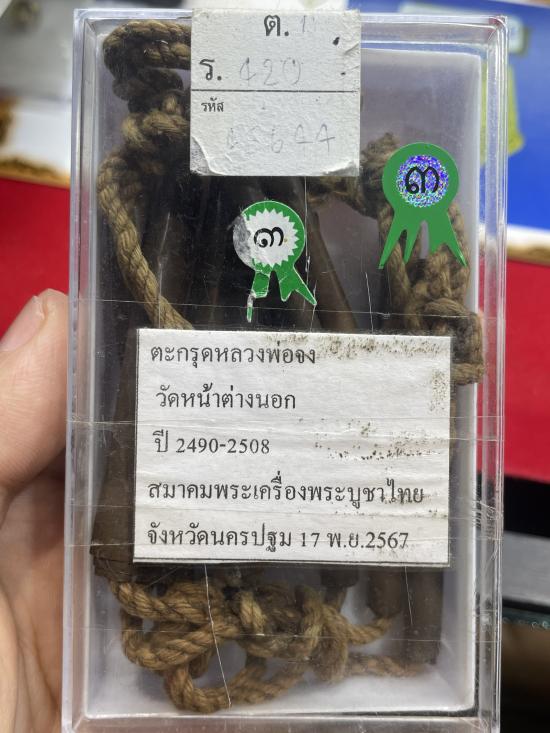 ต.
ร. 420
รหัส
๓
๓
ตะกรุดหลวงพ่อจง
วัดหน้าต่างนอก
ปี 2490-2508
สมาคมพระเครื่องพระบูชาไทย
จังหวัดนครปฐม 17 พ.ย.2567